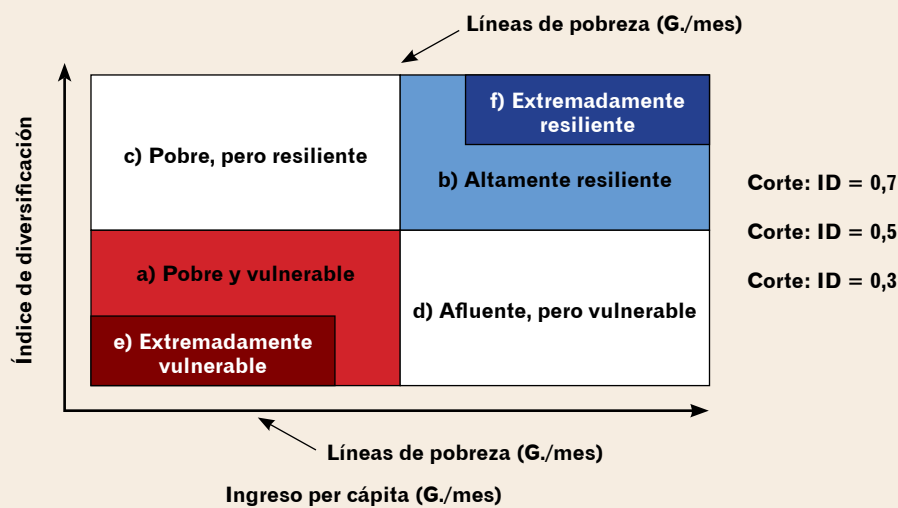 Líneas de pobreza (G./mes)
Índice de diversificación
c) Pobre, pero resiliente
f) Extremadamente
resiliente
b) Altamente resiliente
a) Pobre y vulnerable
e) Extremadamente
vulnerable
d) Afluente, pero vulnerable
Corte: ID = 0,7
Corte: ID = 0,5
Corte: ID = 0,3
Líneas de pobreza (G./mes)
Ingreso per cápita (G./mes)